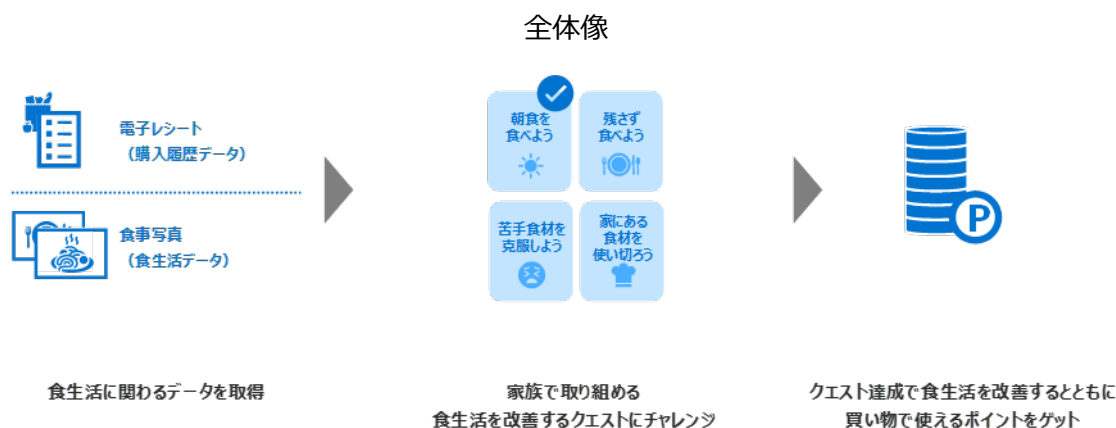 全体像
電子レシート
（購入履歴データ）
食事写真
（食生活データ）
食生活に関わるデータを取得
朝食を
食べよう
残さず
食べよう
苦手食材を
克服しよう
家にある
食材を
使い切ろう
家族で取り組める
食生活を改善するクエストにチャレンジ
P
クエスト達成で食生活を改善するとともに
買い物で使えるポイントをゲット